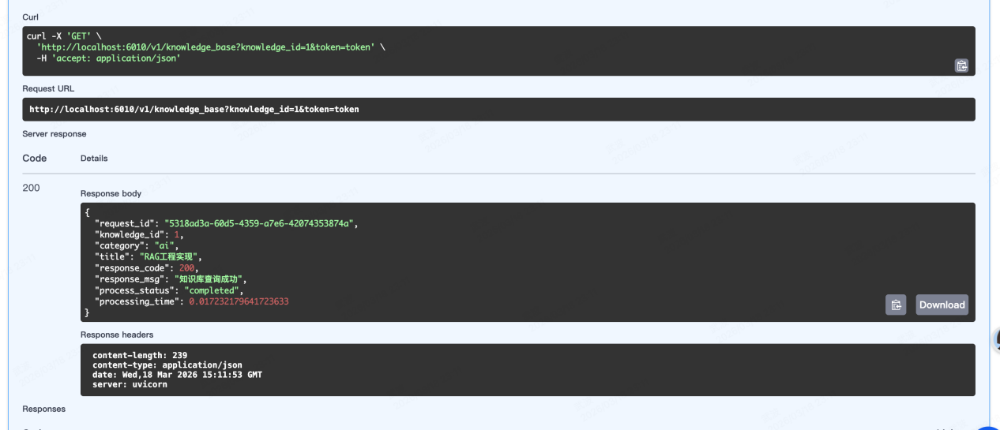 Curl
curl -X 'GET' \
'http://localhost:6010/v1/knowledge_base?knowledge_id=1&token=token' \
-H 'accept: application/json'
Request URL
http://localhost:6010/v1/knowledge_base?knowledge_id=1&token=token
Server response
Code Details
200
Response body
{
"request_id": "5318ad3a-60d5-4359-a7e6-42074353874a",
"knowledge_id": 1,
"category": "ai",
"title": "RAG工程实现",
"response_code": 200,
"response_msg": "知识库查询成功",
"process_status": "completed",
"processing_time": 0.017232179641723633
}
Download
Response headers
content-length: 239
content-type: application/json
date: Wed,18 Mar 2026 15:11:53 GMT
server: uvicorn
Responses